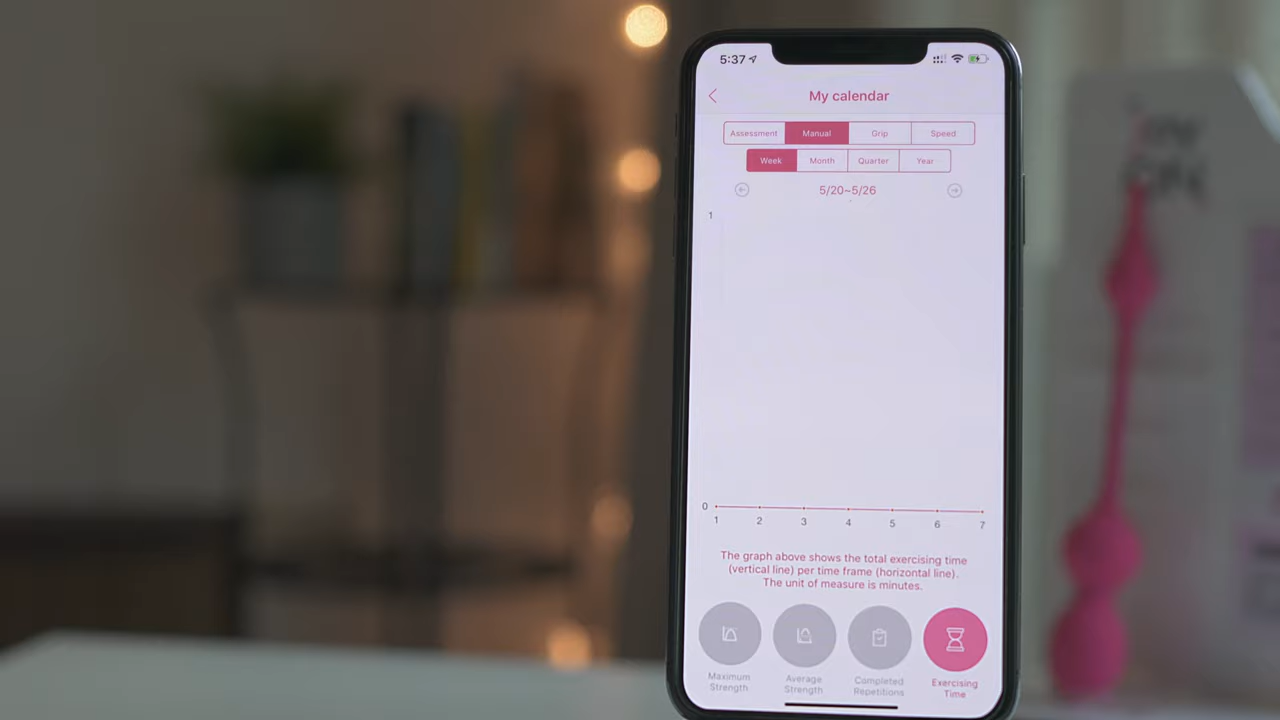 5:37
My calendar
Assessment Manual Grip Speed
Week Month Quarter Year
5/20~5/26
1
0
1 2 3 4 5 6 7
The graph above shows the total exercising time
(vertical line) per time frame (horizontal line).
The unit of measure is minutes.
Maximum
Strength
Average
Strength
Completed
Repetitions
Exercising
Time